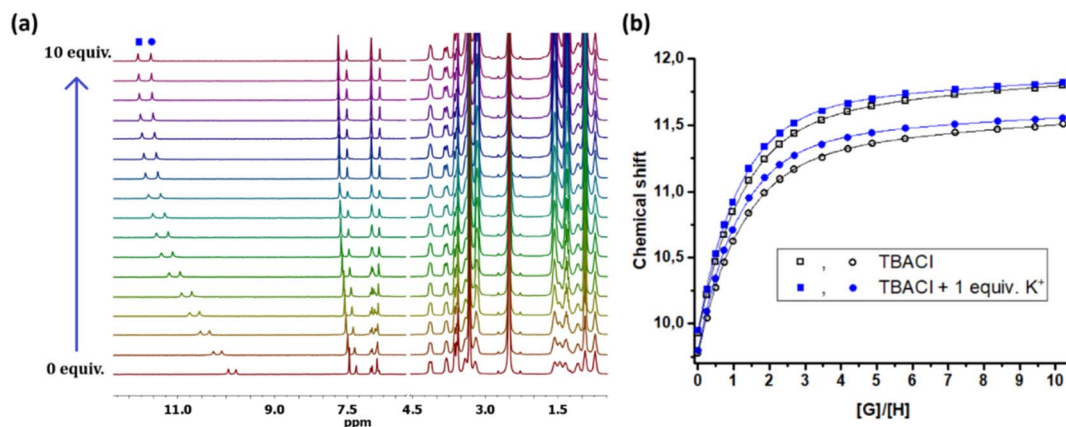 (a)
10 equiv.
0 equiv.
11.0 7.5 4.5 3.0 1.5
ppm
(b)
Chemical shift
12,0
11,5
11,0
10,5
10,0
, TBACl
, TBACl + 1 equiv. K⁺
0 1 2 3 4 5 6 7 8 9 10
[G]/[H]